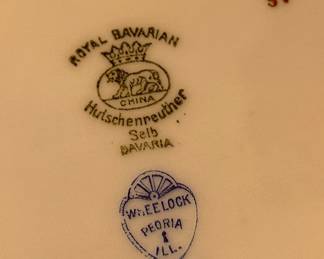 ROYAL BAVARIAN
CHINA
Hutschenreuther
Selb
BAVARIA
WHEELOCK
PEORIA
ILL.